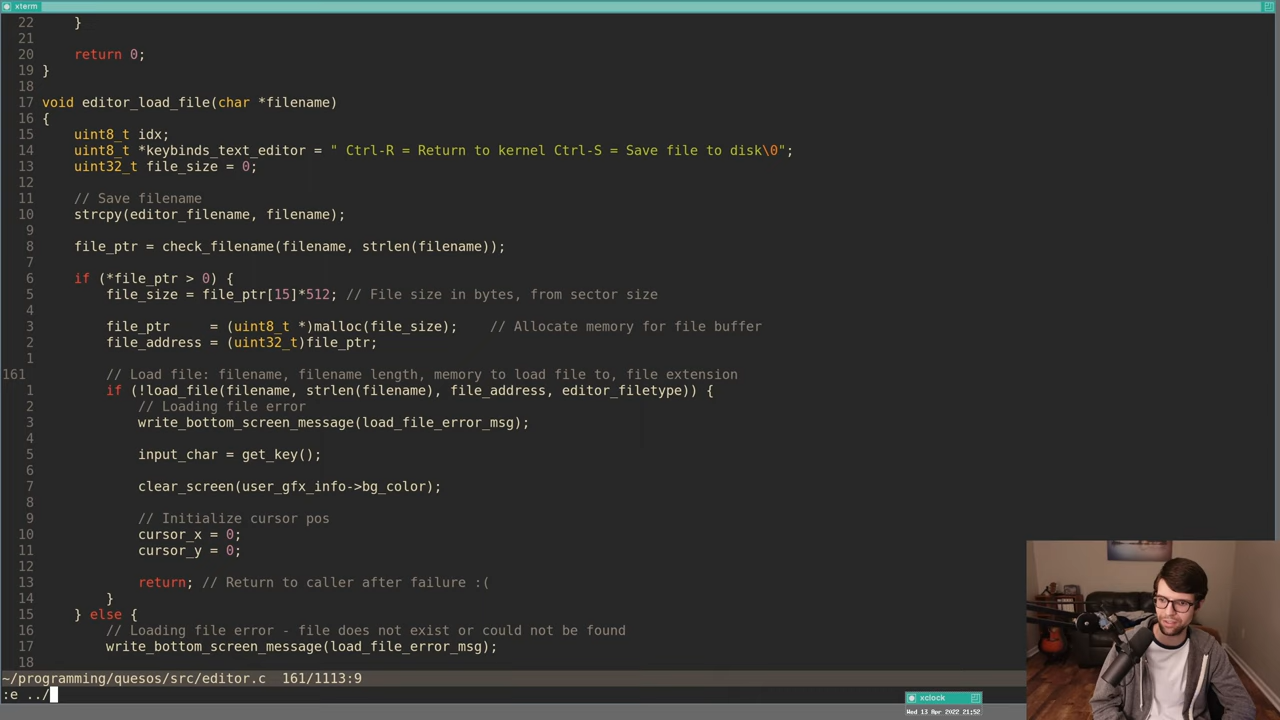 xterm
22     }
21
20     return 0;
19 }
18
17 void editor_load_file(char *filename)
16 {
15     uint8_t idx;
14     uint8_t *keybinds_text_editor = " Ctrl-R = Return to kernel Ctrl-S = Save file to disk\0";
13     uint32_t file_size = 0;
12
11     // Save filename
10     strcpy(editor_filename, filename);
9
8     file_ptr = check_filename(filename, strlen(filename));
7
6     if (*file_ptr > 0) {
5         file_size = file_ptr[15]*512; // File size in bytes, from sector size
4
3         file_ptr     = (uint8_t *)malloc(file_size);    // Allocate memory for file buffer
2         file_address = (uint32_t)file_ptr;
1
161         // Load file: filename, filename length, memory to load file to, file extension
1         if (!load_file(filename, strlen(filename), file_address, editor_filetype)) {
2             // Loading file error
3             write_bottom_screen_message(load_file_error_msg);
4
5             input_char = get_key();
6
7             clear_screen(user_gfx_info->bg_color);
8
9             // Initialize cursor pos
10             cursor_x = 0;
11             cursor_y = 0;
12
13             return; // Return to caller after failure :(
14         }
15     } else {
16         // Loading file error - file does not exist or could not be found
17         write_bottom_screen_message(load_file_error_msg);
18
~/programming/quesos/src/editor.c  161/1113:9
:e ../
xclock
Wed 13 Apr 2022 21:52